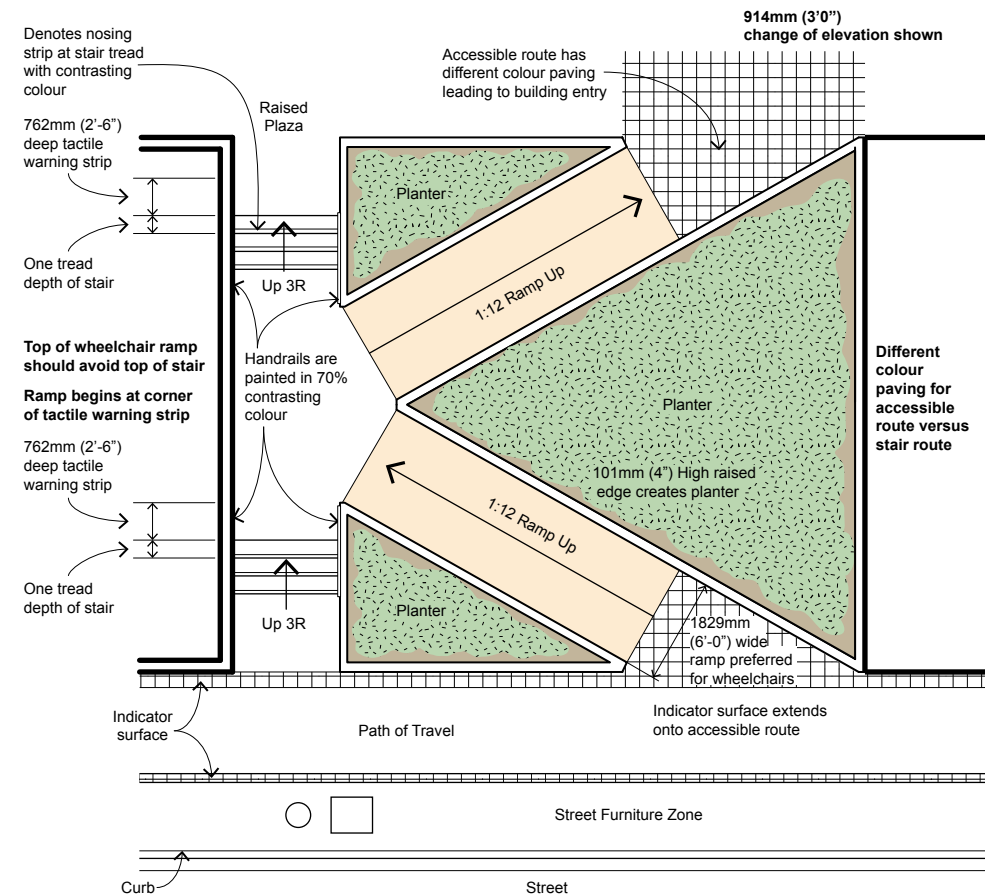 914mm (3'0”)
change of elevation shown
Denotes nosing
strip at stair tread
with contrasting
colour
Accessible route has
different colour paving
leading to building entry
Raised
Plaza
762mm (2'-6”)
deep tactile
warning strip
Planter
One tread
depth of stair
Up 3R
1:12 Ramp Up
Top of wheelchair ramp
should avoid top of stair
Ramp begins at corner
of tactile warning strip
Handrails are
painted in 70%
contrasting
colour
Planter
Different
colour
paving for
accessible
route versus
stair route
762mm (2'-6”)
deep tactile
warning strip
101mm (4”) High raised
edge creates planter
1:12 Ramp Up
One tread
depth of stair
Up 3R
Planter
1829mm
(6'-0”) wide
ramp preferred
for wheelchairs
Indicator
surface
Path of Travel
Indicator surface extends
onto accessible route
Street Furniture Zone
Curb
Street